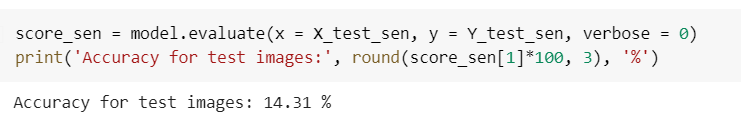 score_sen = model.evaluate(x = X_test_sen, y = Y_test_sen, verbose = 0)
print('Accuracy for test images:', round(score_sen[1]*100, 3), '%')
Accuracy for test images: 14.31 %